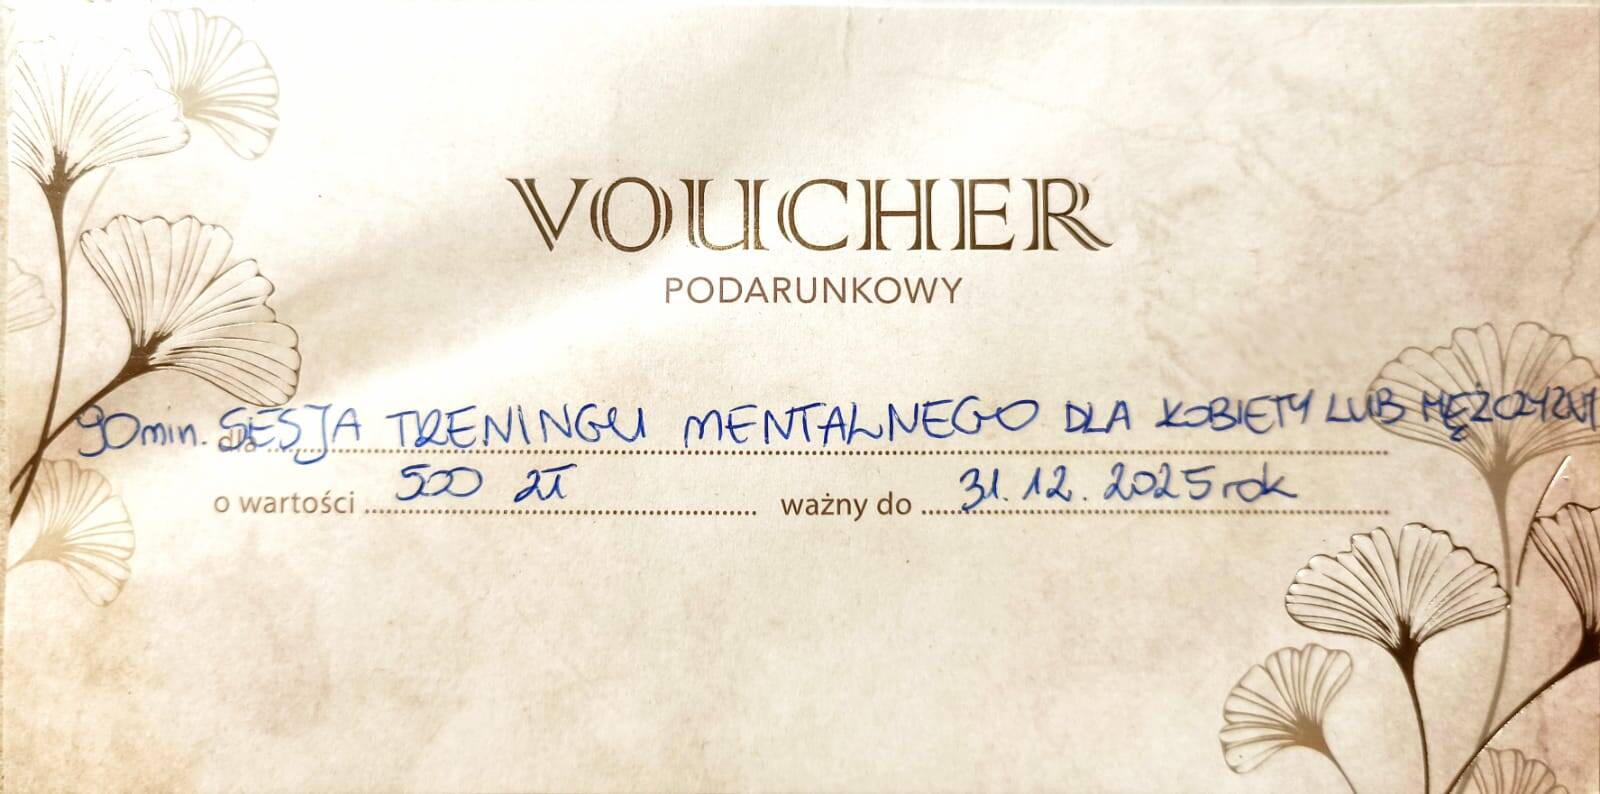 VOUCHER
PODARUNKOWY
dla 90min. SESJA TRENINGU MENTALNEGO DLA KOBIETY LUB MĘŻCZYZNY
o wartości 500 zł ważny do 31.12.2025 rok